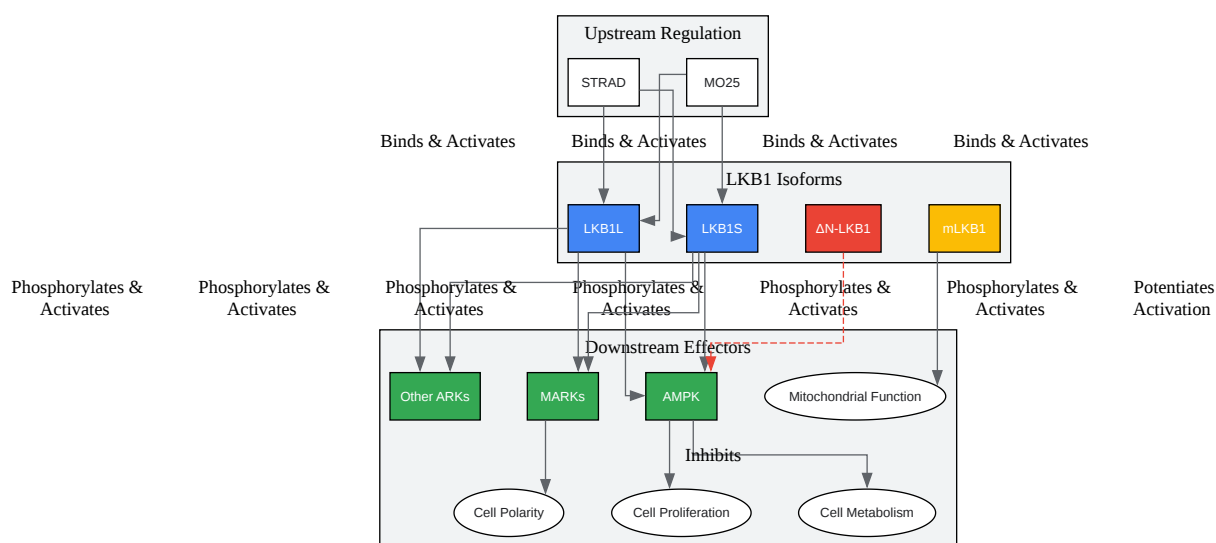 Upstream Regulation
STRAD
MO25
Binds & Activates
Binds & Activates
Binds & Activates
Binds & Activates
LKB1 Isoforms
LKB1L
LKB1S
ΔN-LKB1
mLKB1
Phosphorylates &
Activates
Phosphorylates &
Activates
Phosphorylates &
Activates
Phosphorylates &
Activates
Phosphorylates &
Activates
Phosphorylates &
Activates
Potentiates
Activation
Downstream Effectors
Other ARKs
MARKs
AMPK
Mitochondrial Function
Inhibits
Cell Polarity
Cell Proliferation
Cell Metabolism